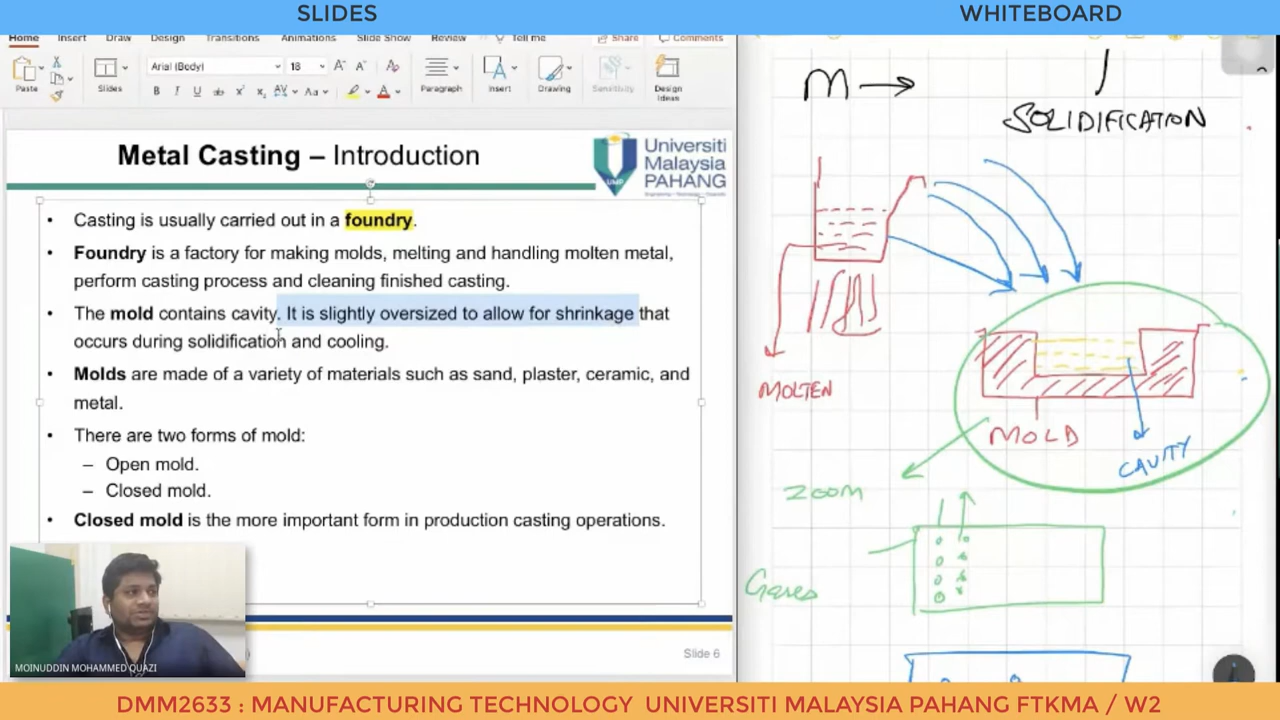 SLIDES
WHITEBOARD
Home Insert Draw Design Transitions Animations Slide Show Review Tell me Share Comments
Arial (Body) 18
Paste Slides Paragraph Insert Drawing Sensitivity Design Ideas
Metal Casting – Introduction
Universiti
Malaysia
PAHANG
UMP
• Casting is usually carried out in a foundry.
• Foundry is a factory for making molds, melting and handling molten metal,
perform casting process and cleaning finished casting.
• The mold contains cavity. It is slightly oversized to allow for shrinkage that
occurs during solidification and cooling.
• Molds are made of a variety of materials such as sand, plaster, ceramic, and
metal.
• There are two forms of mold:
– Open mold.
– Closed mold.
• Closed mold is the more important form in production casting operations.
MOINUDDIN MOHAMMED QUAZI
Slide 6
M →
SOLIDIFICATION
MOLTEN
MOLD
CAVITY
ZOOM
DMM2633 : MANUFACTURING TECHNOLOGY UNIVERSITI MALAYSIA PAHANG FTKMA / W2